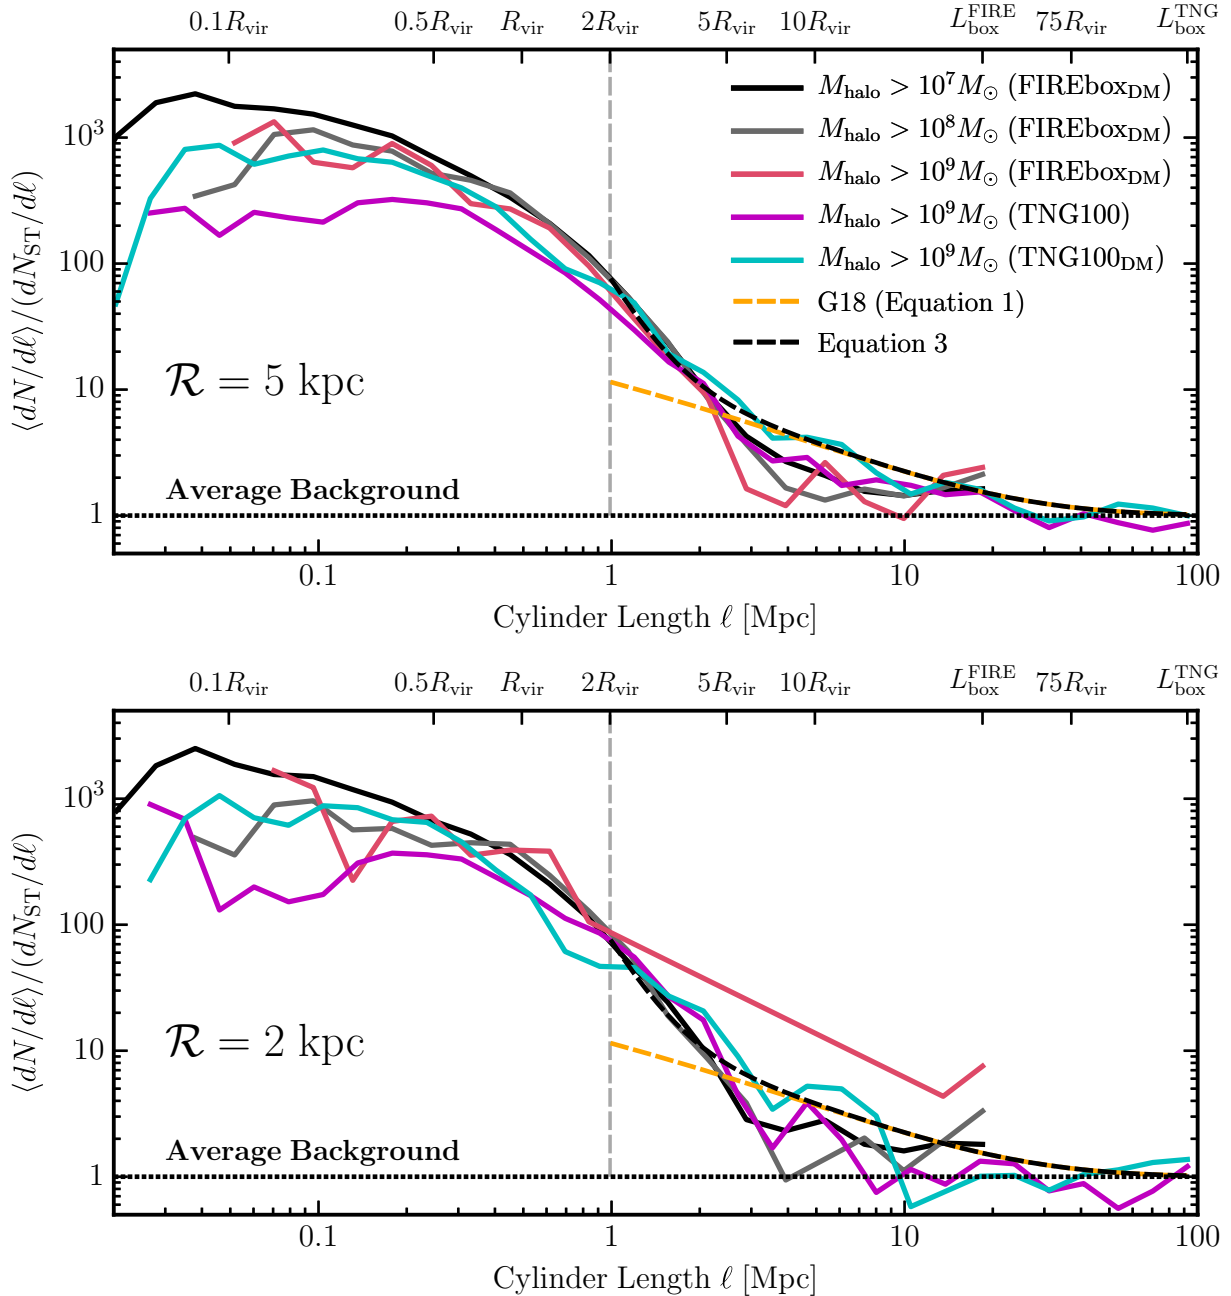 0.1R_vir 0.5R_vir R_vir 2R_vir 5R_vir 10R_vir L_box^FIRE 75R_vir L_box^TNG
M_halo > 10^7 M_⊙ (FIREbox_DM)
M_halo > 10^8 M_⊙ (FIREbox_DM)
M_halo > 10^9 M_⊙ (FIREbox_DM)
M_halo > 10^9 M_⊙ (TNG100)
M_halo > 10^9 M_⊙ (TNG100_DM)
G18 (Equation 1)
Equation 3
10^3
100
10
1
⟨dN/dℓ⟩/(dN_ST/dℓ)
ℛ = 5 kpc
Average Background
0.1 1 10 100
Cylinder Length ℓ [Mpc]
0.1R_vir 0.5R_vir R_vir 2R_vir 5R_vir 10R_vir L_box^FIRE 75R_vir L_box^TNG
10^3
100
10
1
⟨dN/dℓ⟩/(dN_ST/dℓ)
ℛ = 2 kpc
Average Background
0.1 1 10 100
Cylinder Length ℓ [Mpc]